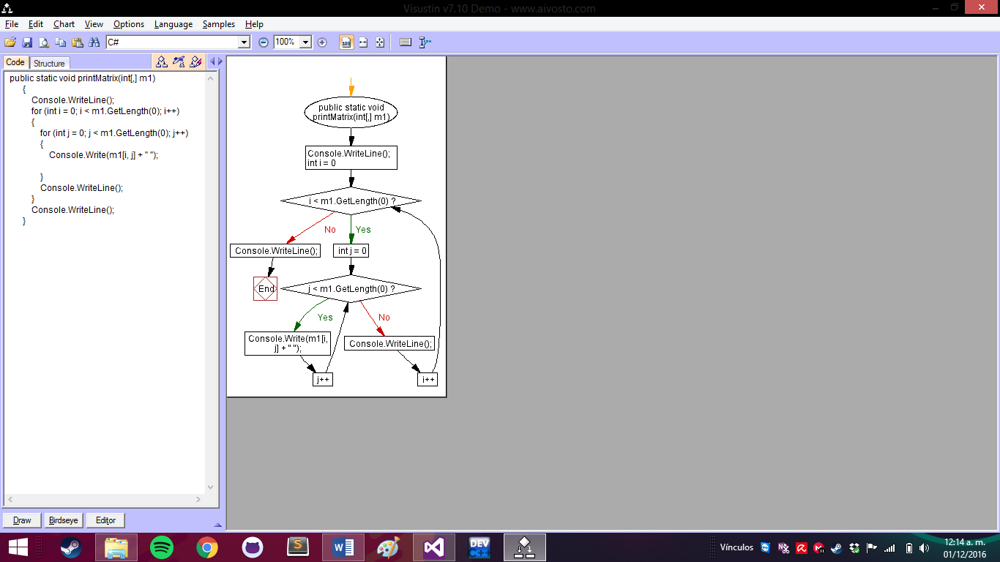 Visustin v7.10 Demo - www.aivosto.com
File Edit Chart View Options Language Samples Help
C#
100%
100
Code Structure
public static void printMatrix(int[,] m1)
{
Console.WriteLine();
for (int i = 0; i < m1.GetLength(0); i++)
{
for (int j = 0; j < m1.GetLength(0); j++)
{
Console.Write(m1[i, j] + " ");
}
Console.WriteLine();
}
Console.WriteLine();
}
Draw Birdseye Editor
public static void
printMatrix(int[,] m1)
Console.WriteLine();
int i = 0
i < m1.GetLength(0) ?
No Yes
Console.WriteLine();
int j = 0
End
j < m1.GetLength(0) ?
Yes No
Console.Write(m1[i,
j] + " ");
Console.WriteLine();
j++
i++
S
W
DEV
C++
Vínculos
12:14 a. m.
01/12/2016